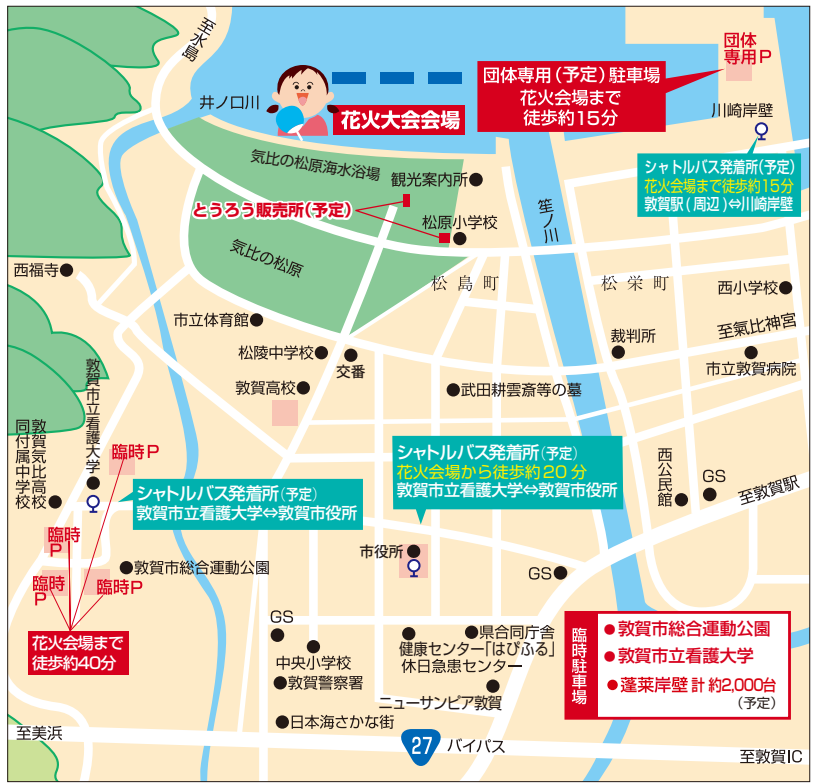 至水島
井ノ口川
花火大会会場
団体専用(予定)駐車場
花火会場まで
徒歩約15分
団体
専用P
川崎岸壁
シャトルバス発着所(予定)
花火会場まで徒歩約15分
敦賀駅(周辺)⇔川崎岸壁
気比の松原海水浴場
観光案内所
とうろう販売所(予定)
松原小学校
気比の松原
笙ノ川
松島町
松栄町
西福寺
西小学校
市立体育館
至氣比神宮
松陵中学校
交番
裁判所
市立敦賀病院
敦賀高校
武田耕雲斎等の墓
敦賀市立看護大学
敦賀気比高校
同付属中学校
臨時P
シャトルバス発着所(予定)
敦賀市立看護大学⇔敦賀市役所
シャトルバス発着所(予定)
花火会場から徒歩約20分
敦賀市立看護大学⇔敦賀市役所
西公民館
GS
至敦賀駅
臨時
P
臨時
P
臨時P
敦賀市総合運動公園
市役所
GS
花火会場まで
徒歩約40分
GS
中央小学校
敦賀警察署
日本海さかな街
県合同庁舎
健康センター「はぴふる」
休日急患センター
ニューサンピア敦賀
臨時駐車場
●敦賀市総合運動公園
●敦賀市立看護大学
●蓬莱岸壁 計 約2,000台
(予定)
至美浜
27
バイパス
至敦賀IC